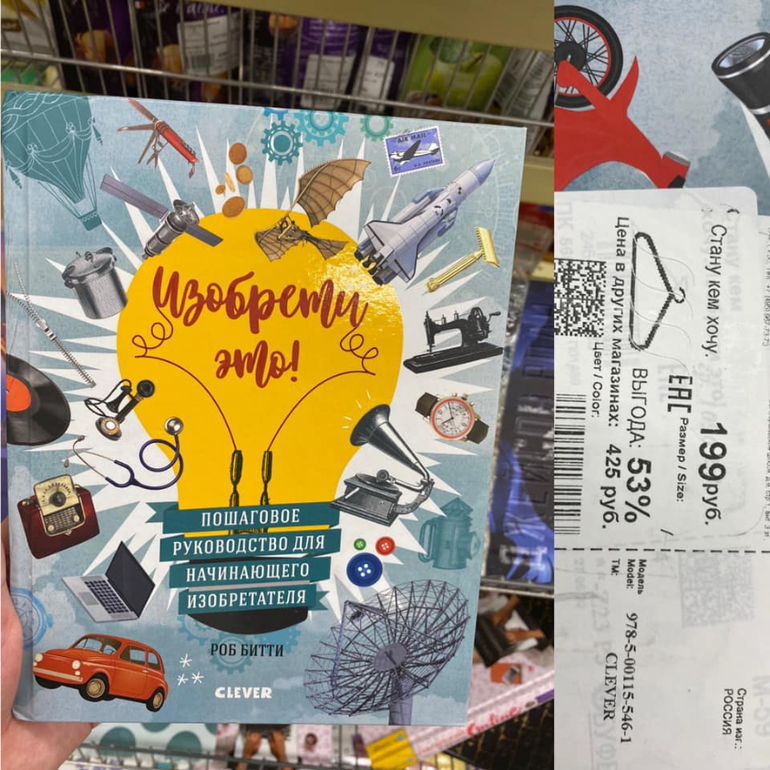 AIR MAIL
Изобрети
это!
ПОШАГОВОЕ
РУКОВОДСТВО ДЛЯ
НАЧИНАЮЩЕГО
ИЗОБРЕТАТЕЛЯ
РОБ БИТТИ
CLEVER
Стану кем хочу.
199руб.
EAC Размер / Size:
/
ВЫГОДА: 53%
Цена в других магазинах: 425 руб.
Цвет / Color:
Модель
Model:
978-5-00115-546-1
ТМ:
CLEVER
Страна изг.:
РОССИЯ